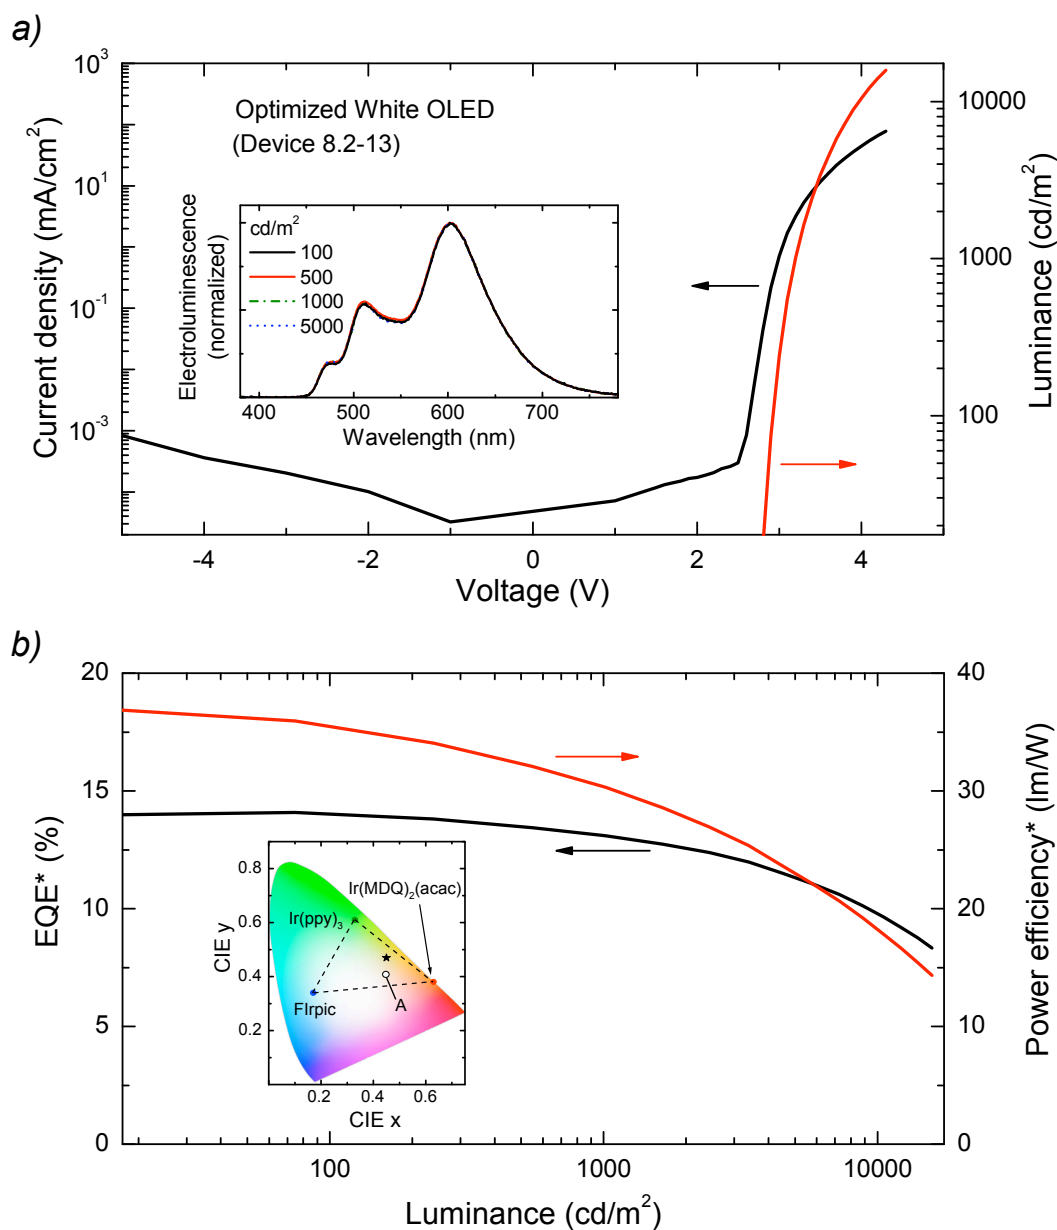 a)
Optimized White OLED
(Device 8.2-13)
Current density (mA/cm²)
10³
10¹
10⁻¹
10⁻³
Luminance (cd/m²)
10000
1000
100
-4 -2 0 2 4
Voltage (V)
Electroluminescence
(normalized)
cd/m²
100
500
1000
5000
400 500 600 700
Wavelength (nm)
b)
EQE* (%)
20
15
10
5
0
Power efficiency* (lm/W)
40
30
20
10
0
100 1000 10000
Luminance (cd/m²)
CIE y
0.8
0.6
0.4
0.2
Ir(MDQ)₂(acac)
Ir(ppy)₃
FIrpic
A
0.2 0.4 0.6
CIE x